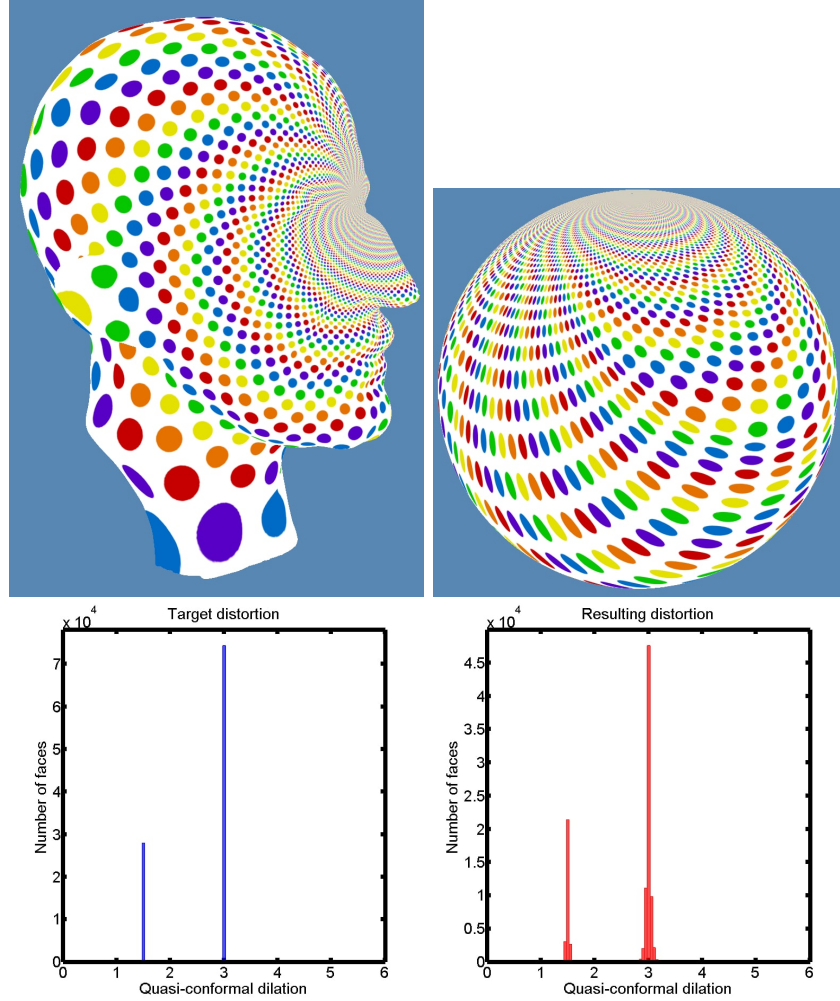 Target distortion
x 10^4
7
6
5
4
3
2
1
0
0 1 2 3 4 5 6
Number of faces
Quasi-conformal dilation
Resulting distortion
x 10^4
4.5
4
3.5
3
2.5
2
1.5
1
0.5
0
0 1 2 3 4 5 6
Number of faces
Quasi-conformal dilation